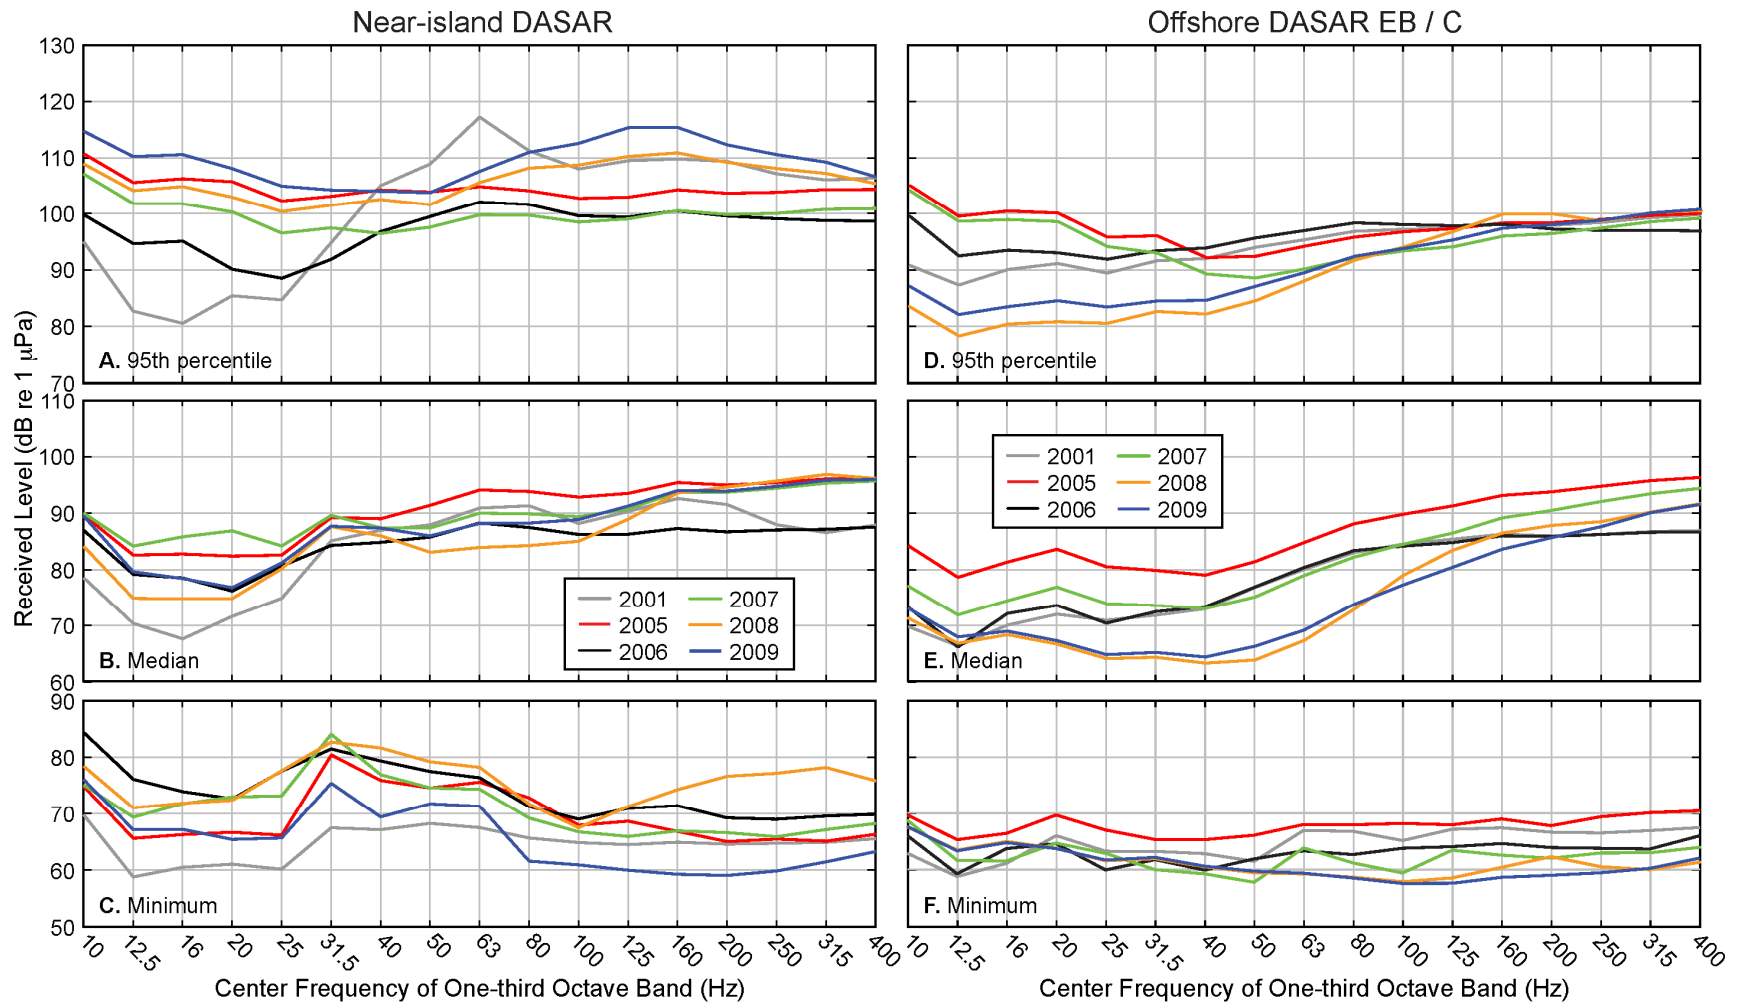 Near-island DASAR
Offshore DASAR EB / C
Received Level (dB re 1 µPa)
130
120
110
100
90
80
70
A. 95th percentile
D. 95th percentile
110
100
90
80
70
60
B. Median
2001
2005
2006
2007
2008
2009
E. Median
2001
2005
2006
2007
2008
2009
90
80
70
60
50
C. Minimum
F. Minimum
10 12.5 16 20 25 31.5 40 50 63 80 100 125 160 200 250 315 400
10 12.5 16 20 25 31.5 40 50 63 80 100 125 160 200 250 315 400
Center Frequency of One-third Octave Band (Hz)
Center Frequency of One-third Octave Band (Hz)